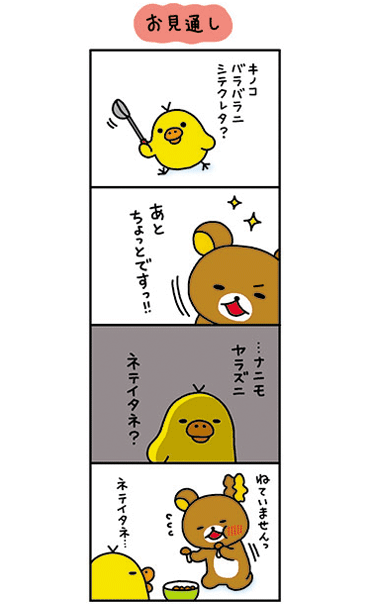 お見通し
キノコ
バラバラニ
シテクレタ?
あと
ちょっとですっ!!
…ナニモ
ヤラズニ
ネテイタネ?
ねていませんっ
ネテイタネ…